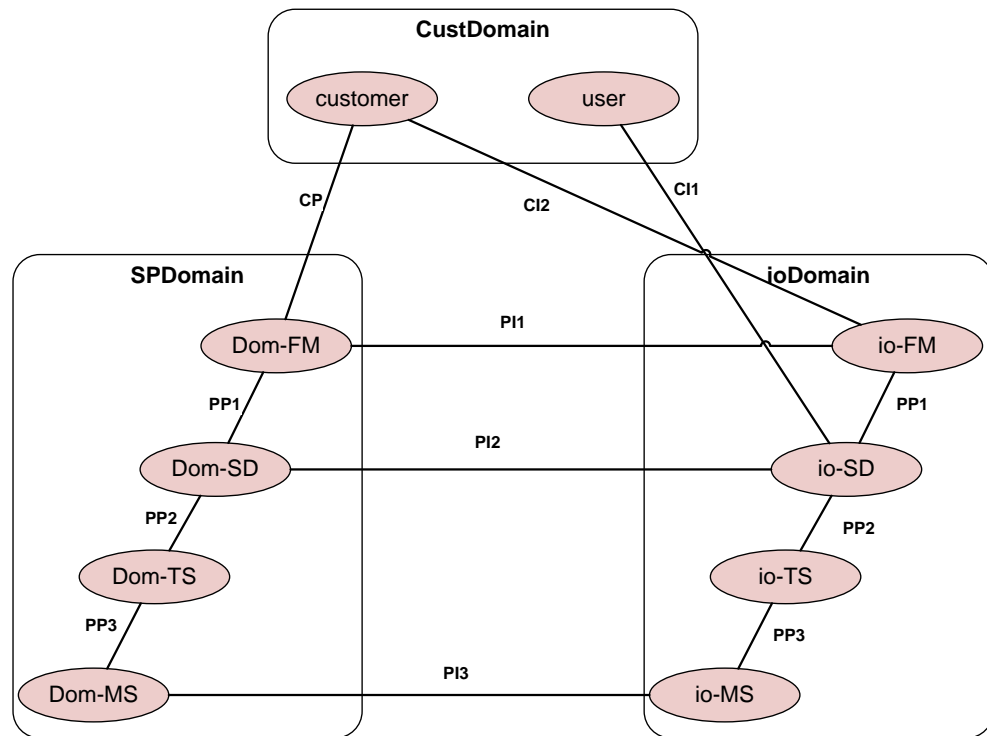 CustDomain
customer
user
CP
CI2
CI1
SPDomain
ioDomain
Dom-FM
PI1
io-FM
PP1
PP1
Dom-SD
PI2
io-SD
PP2
PP2
Dom-TS
io-TS
PP3
PP3
Dom-MS
PI3
io-MS